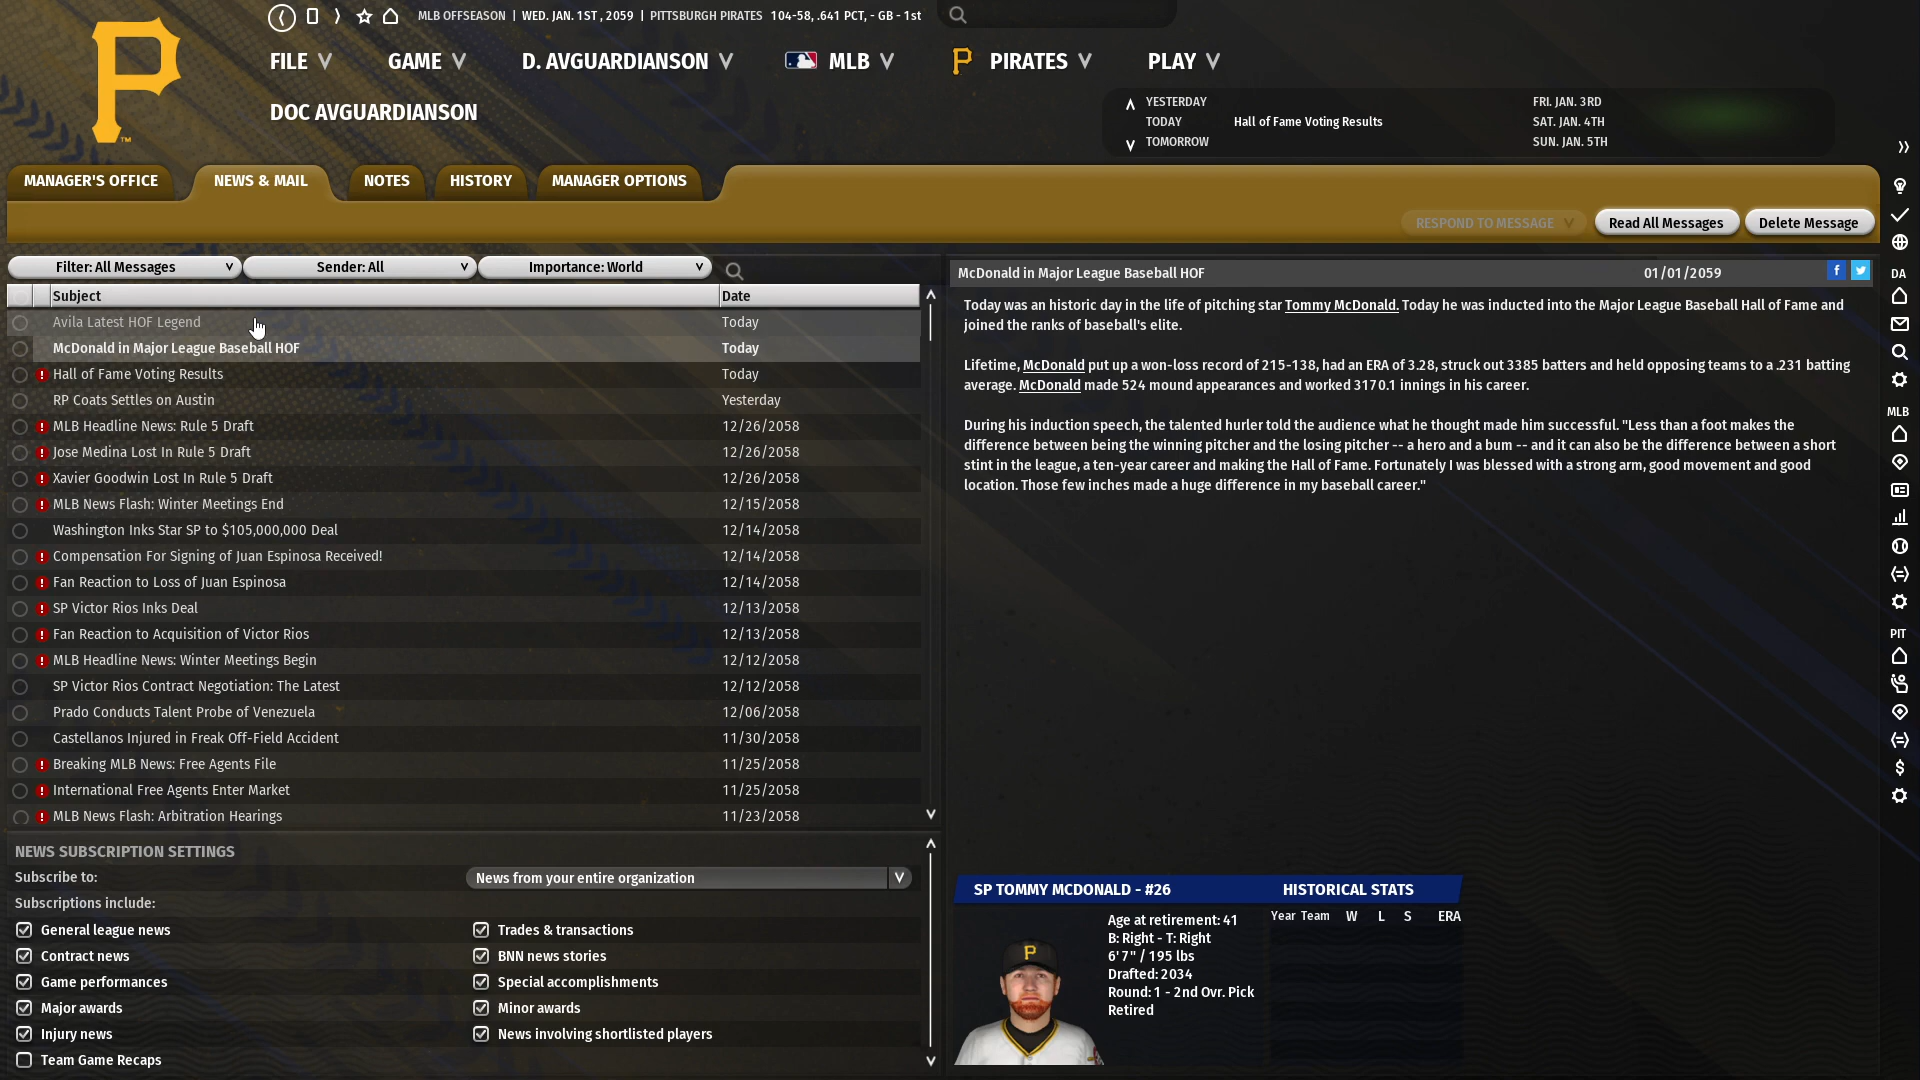 MLB OFFSEASON | WED. JAN. 1ST , 2059 | PITTSBURGH PIRATES 104-58, .641 PCT, - GB - 1st
FILE GAME D. AVGUARDIANSON MLB PIRATES PLAY
P
TM
DOC AVGUARDIANSON
YESTERDAY FRI. JAN. 3RD
TODAY Hall of Fame Voting Results SAT. JAN. 4TH
TOMORROW SUN. JAN. 5TH
MANAGER'S OFFICE NEWS & MAIL NOTES HISTORY MANAGER OPTIONS
RESPOND TO MESSAGE Read All Messages Delete Message
Filter: All Messages Sender: All Importance: World
Subject Date
Avila Latest HOF Legend Today
McDonald in Major League Baseball HOF Today
Hall of Fame Voting Results Today
RP Coats Settles on Austin Yesterday
MLB Headline News: Rule 5 Draft 12/26/2058
Jose Medina Lost In Rule 5 Draft 12/26/2058
Xavier Goodwin Lost In Rule 5 Draft 12/26/2058
MLB News Flash: Winter Meetings End 12/15/2058
Washington Inks Star SP to $105,000,000 Deal 12/14/2058
Compensation For Signing of Juan Espinosa Received! 12/14/2058
Fan Reaction to Loss of Juan Espinosa 12/14/2058
SP Victor Rios Inks Deal 12/13/2058
Fan Reaction to Acquisition of Victor Rios 12/13/2058
MLB Headline News: Winter Meetings Begin 12/12/2058
SP Victor Rios Contract Negotiation: The Latest 12/12/2058
Prado Conducts Talent Probe of Venezuela 12/06/2058
Castellanos Injured in Freak Off-Field Accident 11/30/2058
Breaking MLB News: Free Agents File 11/25/2058
International Free Agents Enter Market 11/25/2058
MLB News Flash: Arbitration Hearings 11/23/2058
NEWS SUBSCRIPTION SETTINGS
Subscribe to: News from your entire organization
Subscriptions include:
General league news Trades & transactions
Contract news BNN news stories
Game performances Special accomplishments
Major awards Minor awards
Injury news News involving shortlisted players
Team Game Recaps
McDonald in Major League Baseball HOF 01/01/2059
Today was an historic day in the life of pitching star Tommy McDonald. Today he was inducted into the Major League Baseball Hall of Fame and
joined the ranks of baseball's elite.
Lifetime, McDonald put up a won-loss record of 215-138, had an ERA of 3.28, struck out 3385 batters and held opposing teams to a .231 batting
average. McDonald made 524 mound appearances and worked 3170.1 innings in his career.
During his induction speech, the talented hurler told the audience what he thought made him successful. "Less than a foot makes the
difference between being the winning pitcher and the losing pitcher -- a hero and a bum -- and it can also be the difference between a short
stint in the league, a ten-year career and making the Hall of Fame. Fortunately I was blessed with a strong arm, good movement and good
location. Those few inches made a huge difference in my baseball career."
SP TOMMY MCDONALD - #26 HISTORICAL STATS
Year Team W L S ERA
Age at retirement: 41
B: Right - T: Right
6' 7" / 195 lbs
Drafted: 2034
Round: 1 - 2nd Ovr. Pick
Retired
P
DA
MLB
PIT
$